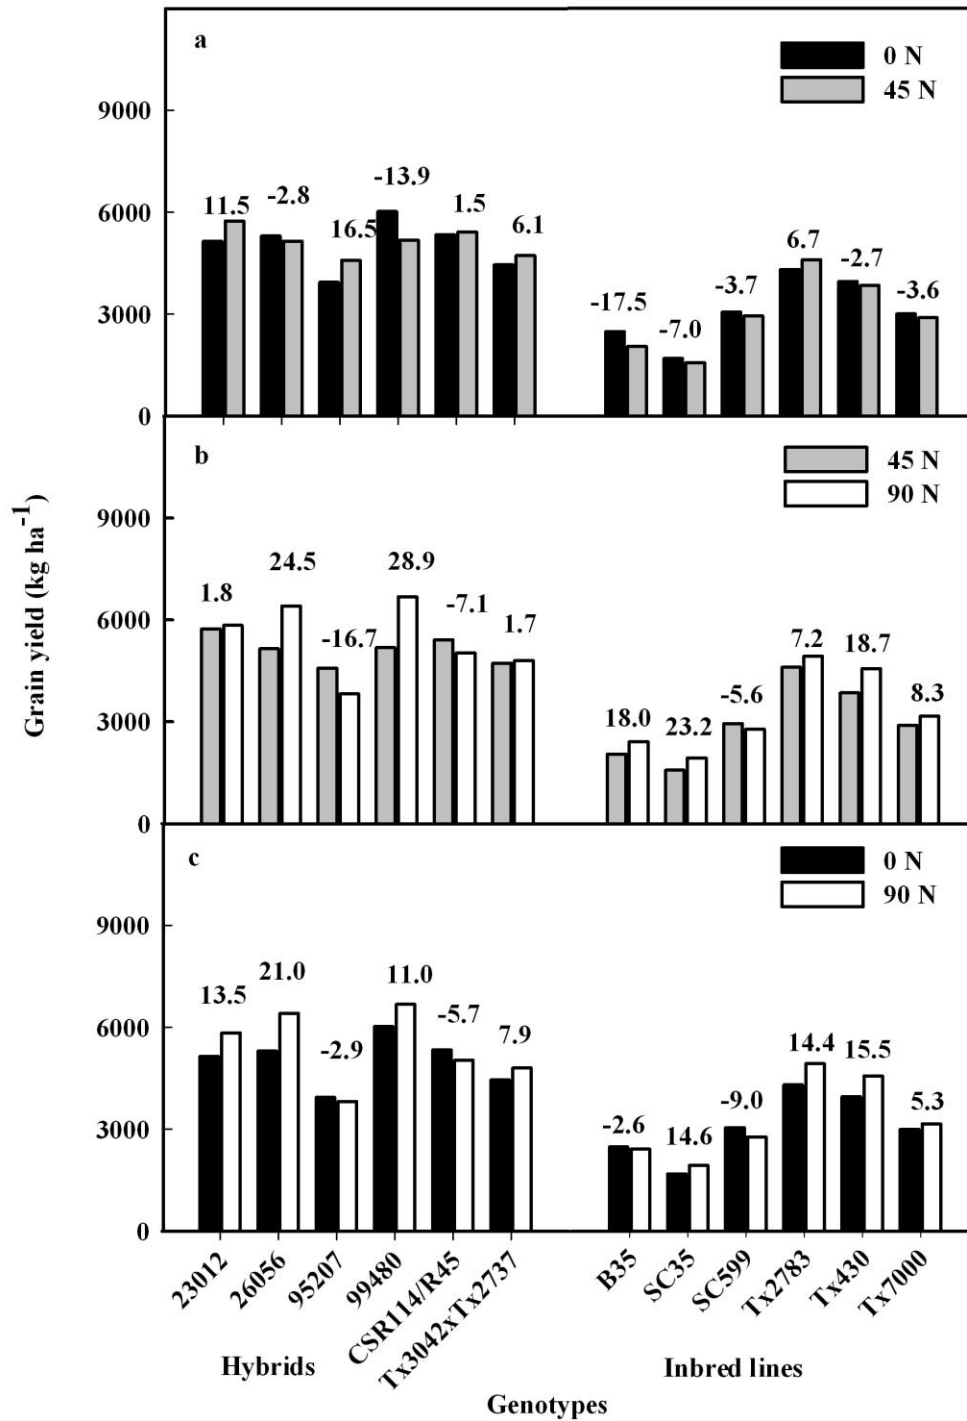 a
0 N
45 N
9000
6000
3000
0
11.5
-2.8
16.5
-13.9
1.5
6.1
-17.5
-7.0
-3.7
6.7
-2.7
-3.6
b
45 N
90 N
9000
6000
3000
0
1.8
24.5
-16.7
28.9
-7.1
1.7
18.0
23.2
-5.6
7.2
18.7
8.3
Grain yield (kg ha-1)
c
0 N
90 N
9000
6000
3000
0
13.5
21.0
-2.9
11.0
-5.7
7.9
-2.6
14.6
-9.0
14.4
15.5
5.3
23012
26056
95207
99480
CSR114/R45
Tx3042xTx2737
B35
SC35
SC599
Tx2783
Tx430
Tx7000
Hybrids
Inbred lines
Genotypes